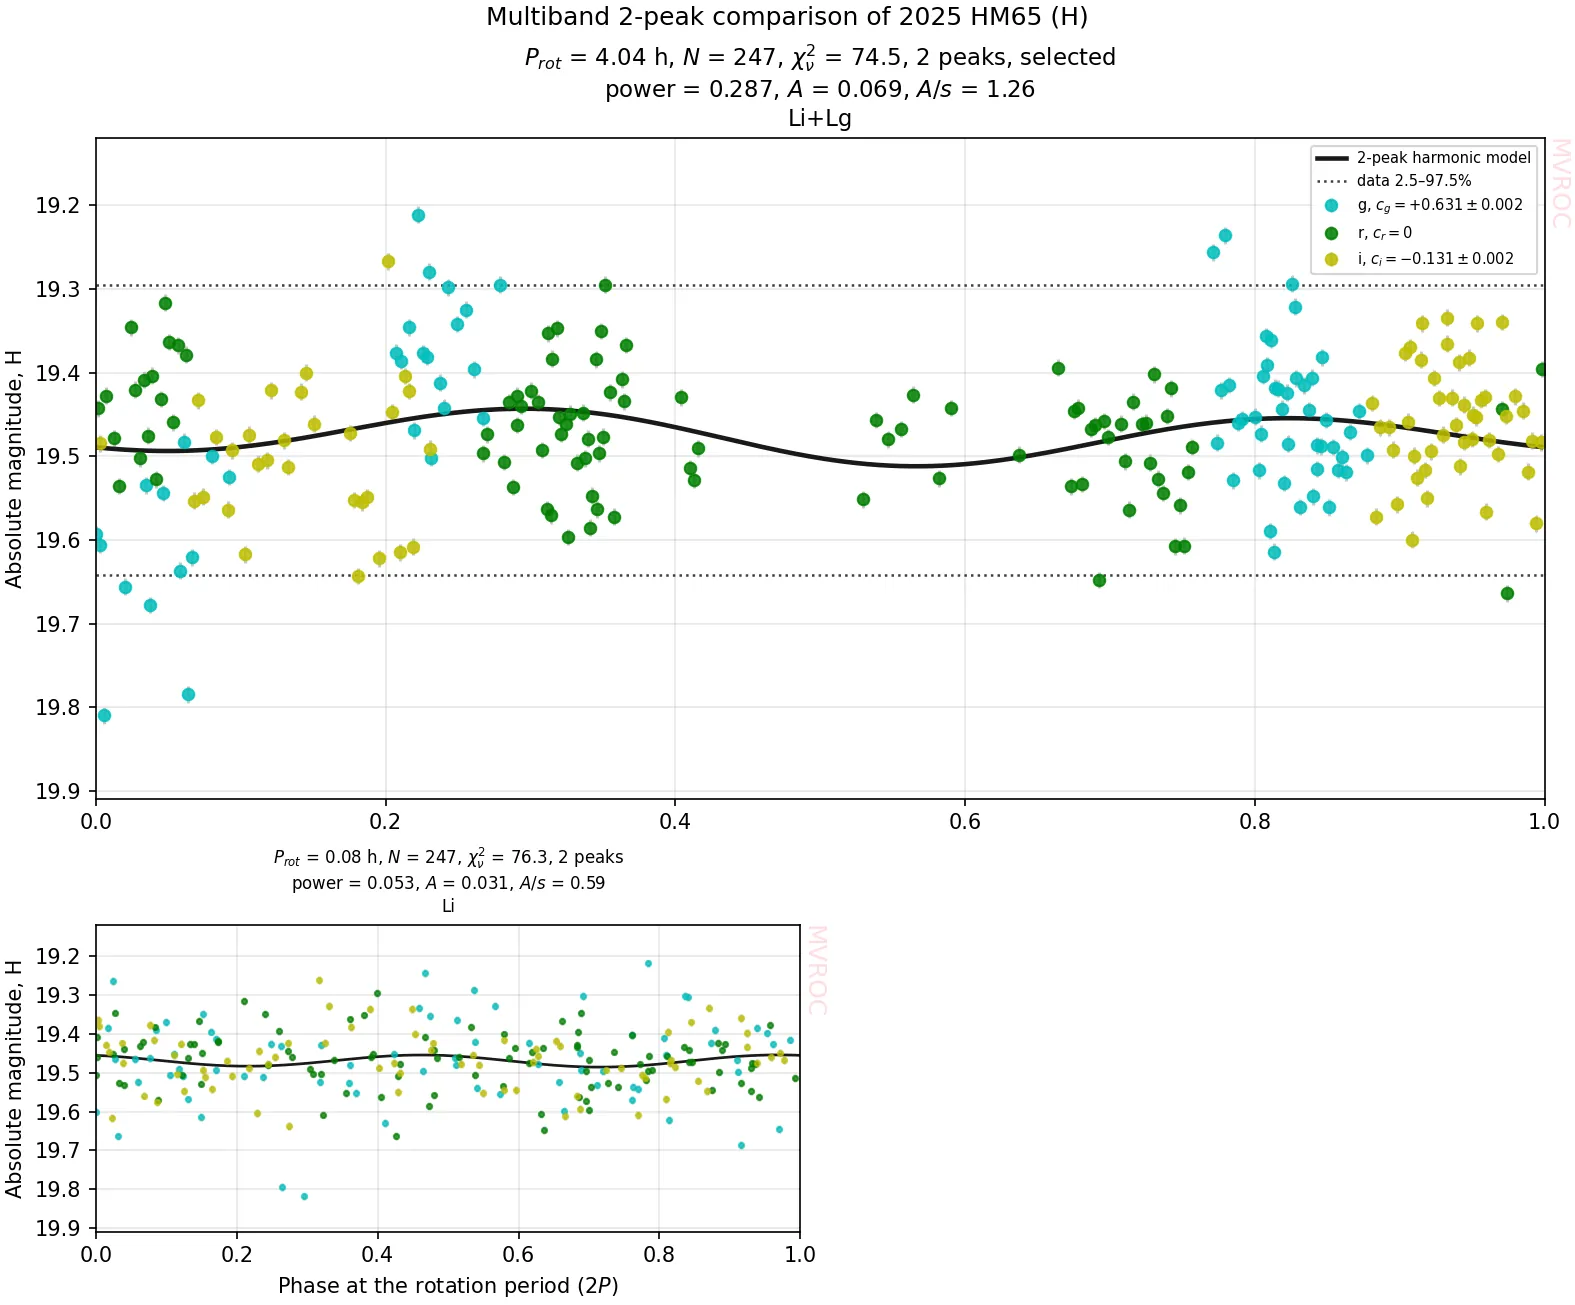 Multiband 2-peak comparison of 2025 HM65 (H)
P_rot = 4.04 h, N = 247, χ²_ν = 74.5, 2 peaks, selected
power = 0.287, A = 0.069, A/s = 1.26
Li+Lg
2-peak harmonic model
data 2.5–97.5%
g, c_g = +0.631 ± 0.002
r, c_r = 0
i, c_i = −0.131 ± 0.002
MVROC
Absolute magnitude, H
19.2
19.3
19.4
19.5
19.6
19.7
19.8
19.9
0.0 0.2 0.4 0.6 0.8 1.0
P_rot = 0.08 h, N = 247, χ²_ν = 76.3, 2 peaks
power = 0.053, A = 0.031, A/s = 0.59
Li
MVROC
Absolute magnitude, H
19.2
19.3
19.4
19.5
19.6
19.7
19.8
19.9
0.0 0.2 0.4 0.6 0.8 1.0
Phase at the rotation period (2P)